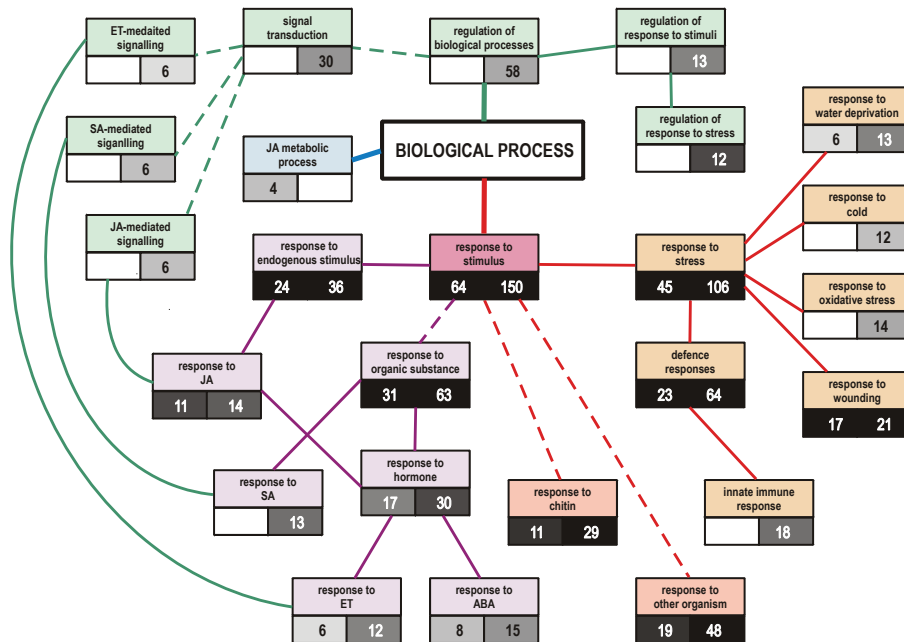 ET-medaited
signalling
6
signal
transduction
30
regulation of
biological processes
58
regulation of
response to stimuli
13
SA-mediated
siganlling
6
JA metabolic
process
4
BIOLOGICAL PROCESS
regulation of
response to stress
12
response to
water deprivation
6 13
response to
cold
12
JA-mediated
signalling
6
response to
endogenous stimulus
24 36
response to
stimulus
64 150
response to
stress
45 106
response to
oxidative stress
14
response to
JA
11 14
response to
organic substance
31 63
defence
responses
23 64
response to
wounding
17 21
response to
SA
13
response to
hormone
17 30
response to
chitin
11 29
innate immune
response
18
response to
ET
6 12
response to
ABA
8 15
response to
other organism
19 48